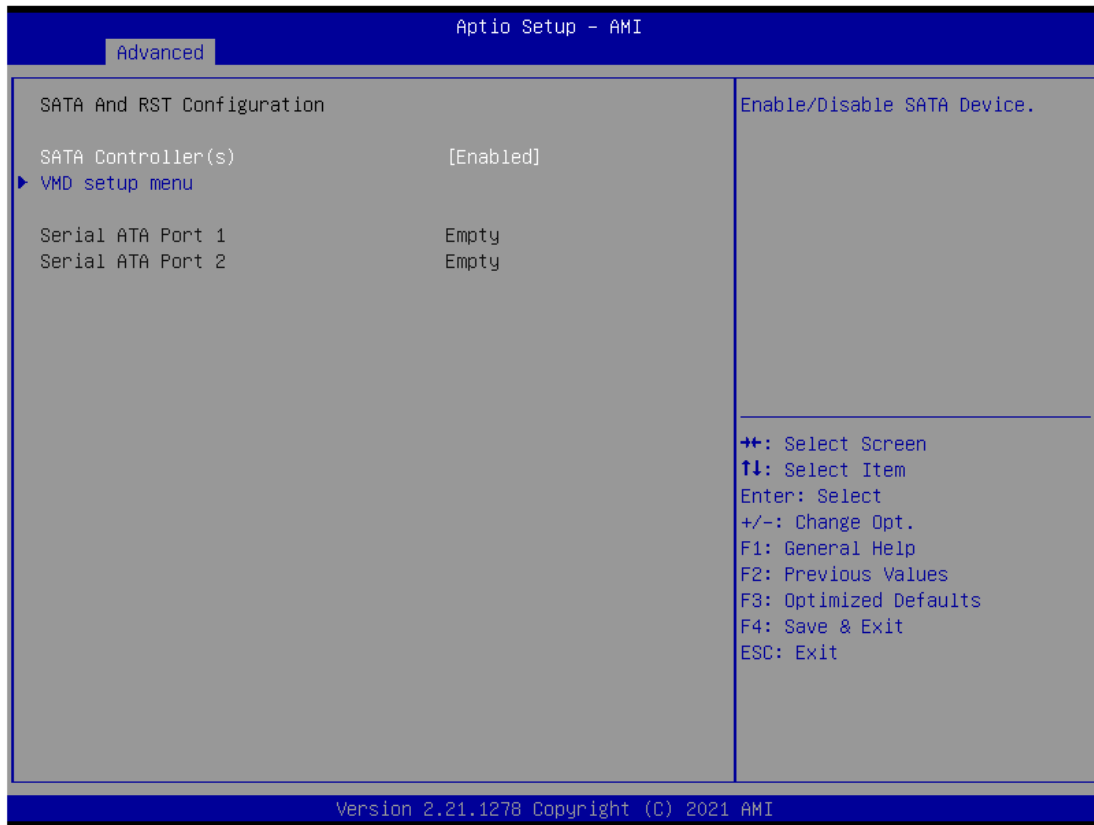 Aptio Setup - AMI
Advanced
SATA And RST Configuration
SATA Controller(s) [Enabled]
VMD setup menu
Serial ATA Port 1 Empty
Serial ATA Port 2 Empty
Enable/Disable SATA Device.
→←: Select Screen
↑↓: Select Item
Enter: Select
+/-: Change Opt.
F1: General Help
F2: Previous Values
F3: Optimized Defaults
F4: Save & Exit
ESC: Exit
Version 2.21.1278 Copyright (C) 2021 AMI